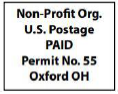 Non-Profit Org.
U.S. Postage
PAID
Permit No. 55
Oxford OH